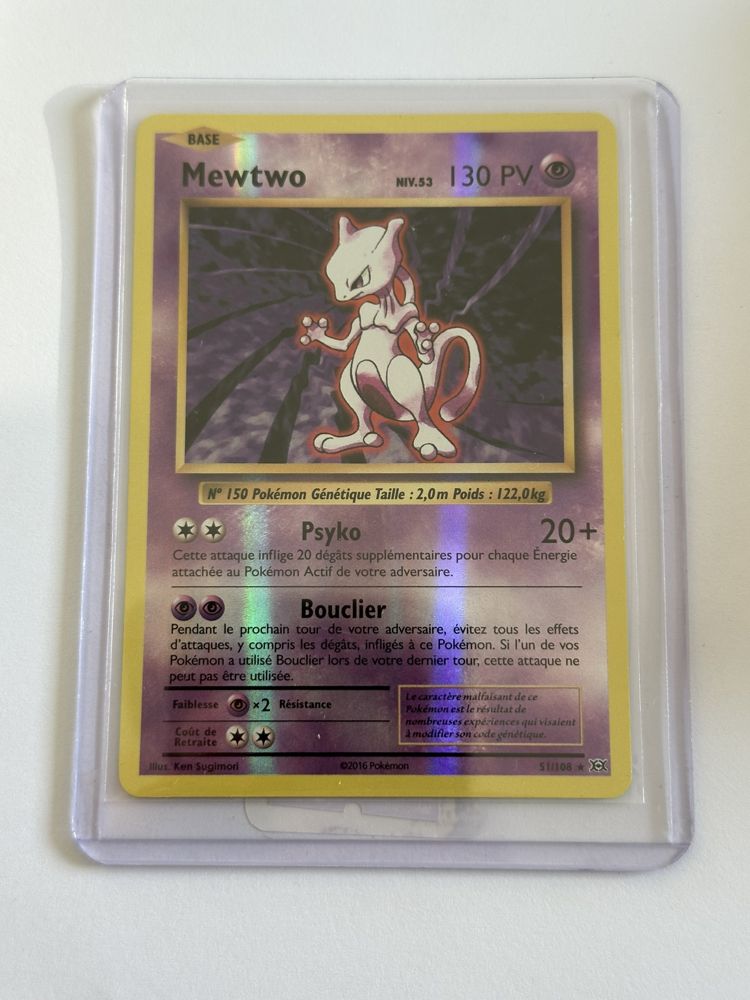 BASE
Mewtwo NIV.53 130 PV
Nº 150 Pokémon Génétique Taille : 2,0m Poids : 122,0kg
Psyko 20+
Cette attaque inflige 20 dégâts supplémentaires pour chaque Énergie
attachée au Pokémon Actif de votre adversaire.
Bouclier
Pendant le prochain tour de votre adversaire, évitez tous les effets
d'attaques, y compris les dégâts, infligés à ce Pokémon. Si l'un de vos
Pokémon a utilisé Bouclier lors de votre dernier tour, cette attaque ne
peut pas être utilisée.
Faiblesse ×2 Résistance
Coût de
Retraite
Le caractère malfaisant de ce
Pokémon est le résultat de
nombreuses expériences qui visaient
à modifier son code génétique.
Illus. Ken Sugimori ©2016 Pokémon 51/108 ★